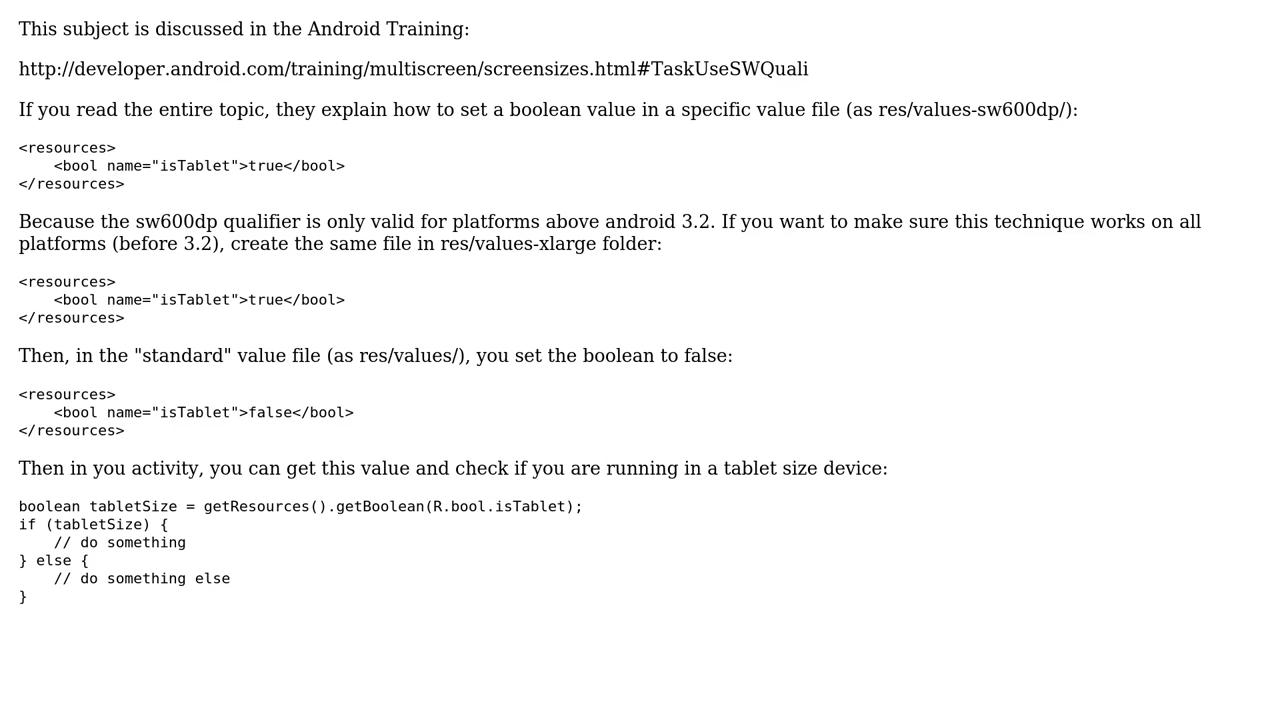 This subject is discussed in the Android Training:
http://developer.android.com/training/multiscreen/screensizes.html#TaskUseSWQuali
If you read the entire topic, they explain how to set a boolean value in a specific value file (as res/values-sw600dp/):
<resources>
    <bool name="isTablet">true</bool>
</resources>
Because the sw600dp qualifier is only valid for platforms above android 3.2. If you want to make sure this technique works on all
platforms (before 3.2), create the same file in res/values-xlarge folder:
<resources>
    <bool name="isTablet">true</bool>
</resources>
Then, in the "standard" value file (as res/values/), you set the boolean to false:
<resources>
    <bool name="isTablet">false</bool>
</resources>
Then in you activity, you can get this value and check if you are running in a tablet size device:
boolean tabletSize = getResources().getBoolean(R.bool.isTablet);
if (tabletSize) {
    // do something
} else {
    // do something else
}